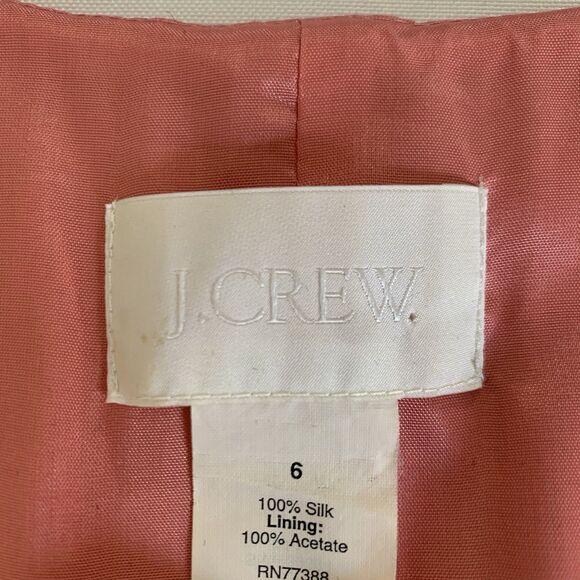 J.CREW.
6
100% Silk
Lining:
100% Acetate
RN77388